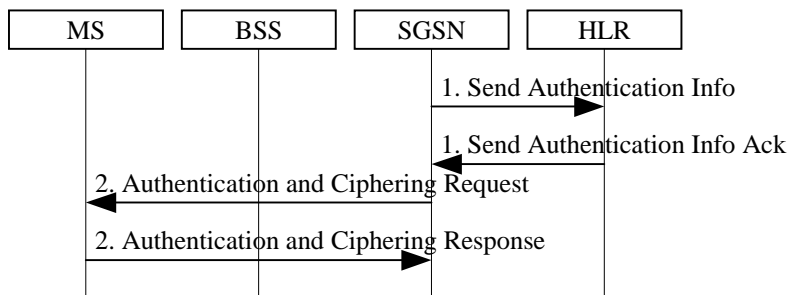 MS
BSS
SGSN
HLR
1. Send Authentication Info
1. Send Authentication Info Ack
2. Authentication and Ciphering Request
2. Authentication and Ciphering Response